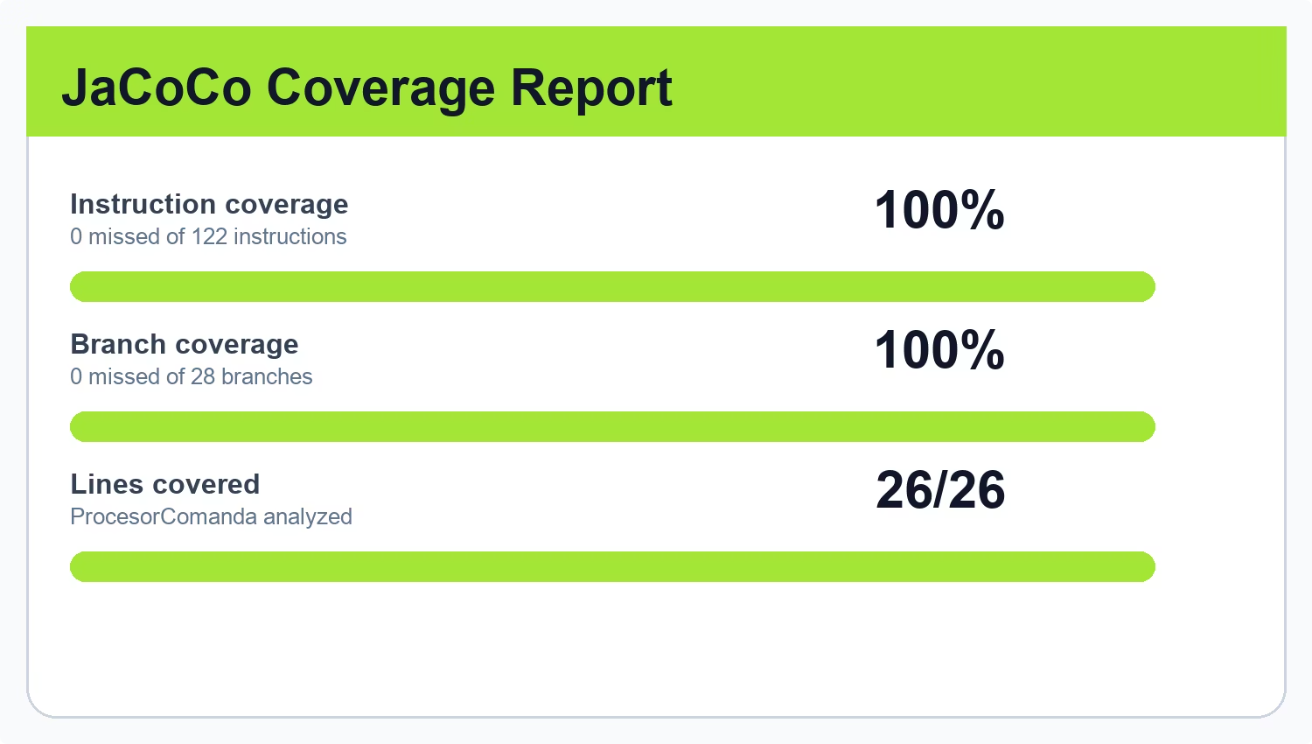 JaCoCo Coverage Report
Instruction coverage
100%
0 missed of 122 instructions
Branch coverage
100%
0 missed of 28 branches
Lines covered
26/26
ProcesorComanda analyzed